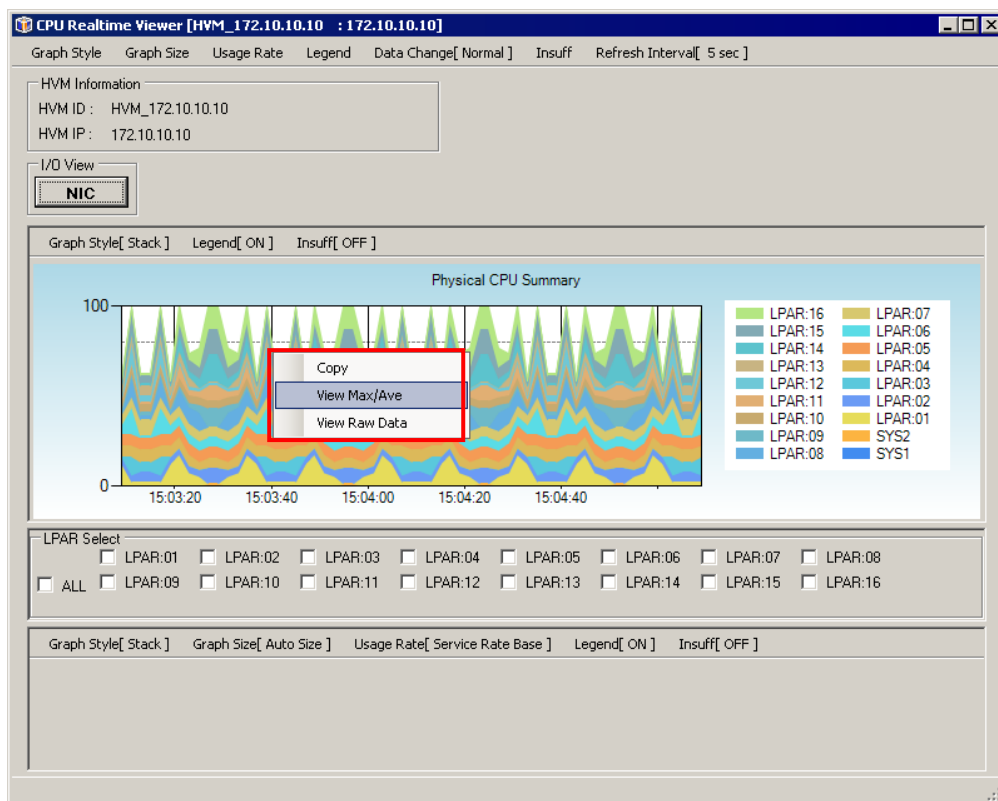 CPU Realtime Viewer [HVM_172.10.10.10 : 172.10.10.10]
Graph Style Graph Size Usage Rate Legend Data Change[ Normal ] Insuff Refresh Interval[ 5 sec ]
HVM Information
HVM ID : HVM_172.10.10.10
HVM IP : 172.10.10.10
I/O View
NIC
Graph Style[ Stack ] Legend[ ON ] Insuff[ OFF ]
Physical CPU Summary
100
0
15:03:20 15:03:40 15:04:00 15:04:20 15:04:40
LPAR:16 LPAR:07
LPAR:15 LPAR:06
LPAR:14 LPAR:05
LPAR:13 LPAR:04
LPAR:12 LPAR:03
LPAR:11 LPAR:02
LPAR:10 LPAR:01
LPAR:09 SYS2
LPAR:08 SYS1
Copy
View Max/Ave
View Raw Data
LPAR Select
LPAR:01 LPAR:02 LPAR:03 LPAR:04 LPAR:05 LPAR:06 LPAR:07 LPAR:08
ALL LPAR:09 LPAR:10 LPAR:11 LPAR:12 LPAR:13 LPAR:14 LPAR:15 LPAR:16
Graph Style[ Stack ] Graph Size[ Auto Size ] Usage Rate[ Service Rate Base ] Legend[ ON ] Insuff[ OFF ]